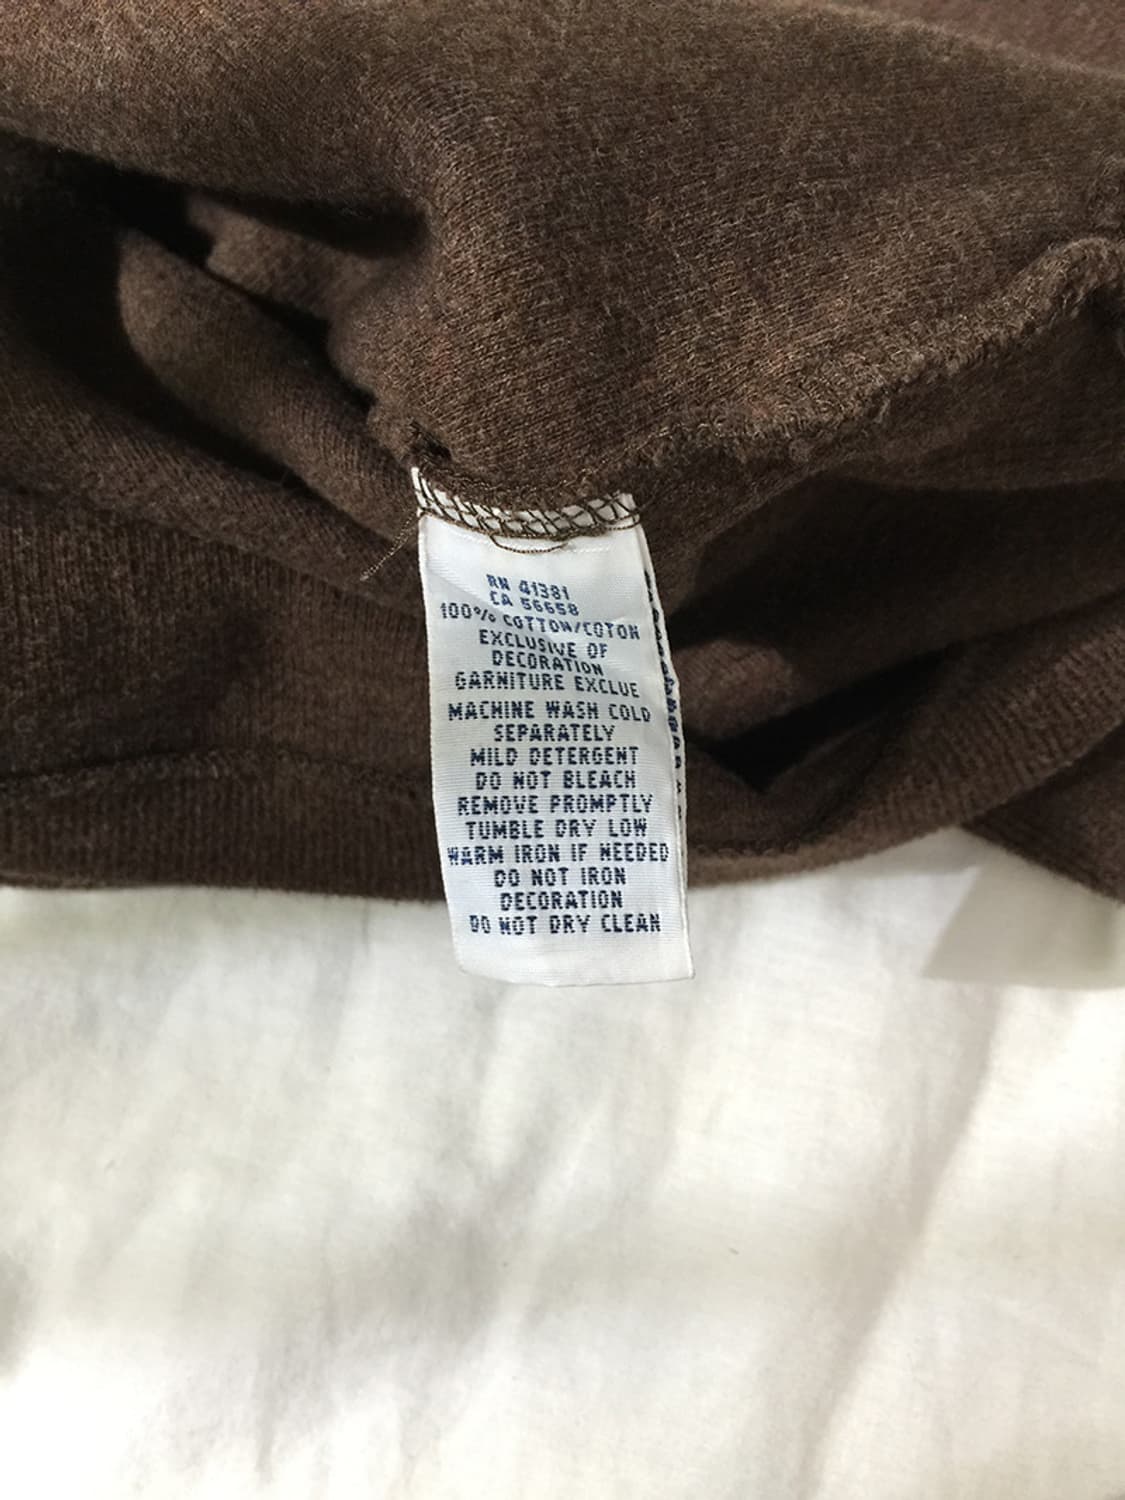 RN 41381
CA 56658
100% COTTON/COTON
EXCLUSIVE OF
DECORATION
GARNITURE EXCLUE
MACHINE WASH COLD
SEPARATELY
MILD DETERGENT
DO NOT BLEACH
REMOVE PROMPTLY
TUMBLE DRY LOW
WARM IRON IF NEEDED
DO NOT IRON
DECORATION
DO NOT DRY CLEAN